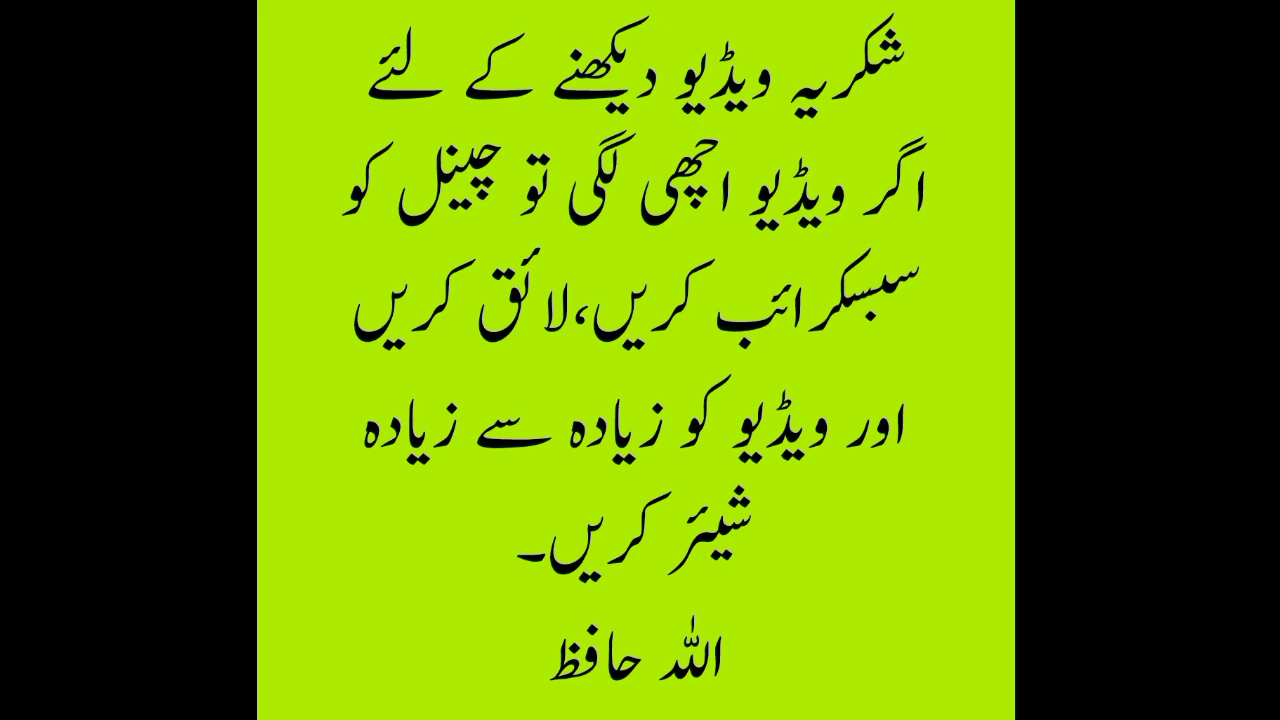 شکریہ ویڈیو دیکھنے کے لئے
اگر ویڈیو اچھی لگی تو چینل کو
سبسکرائب کریں،لائق کریں
اور ویڈیو کو زیادہ سے زیادہ
شیئر کریں۔
اللہ حافظ